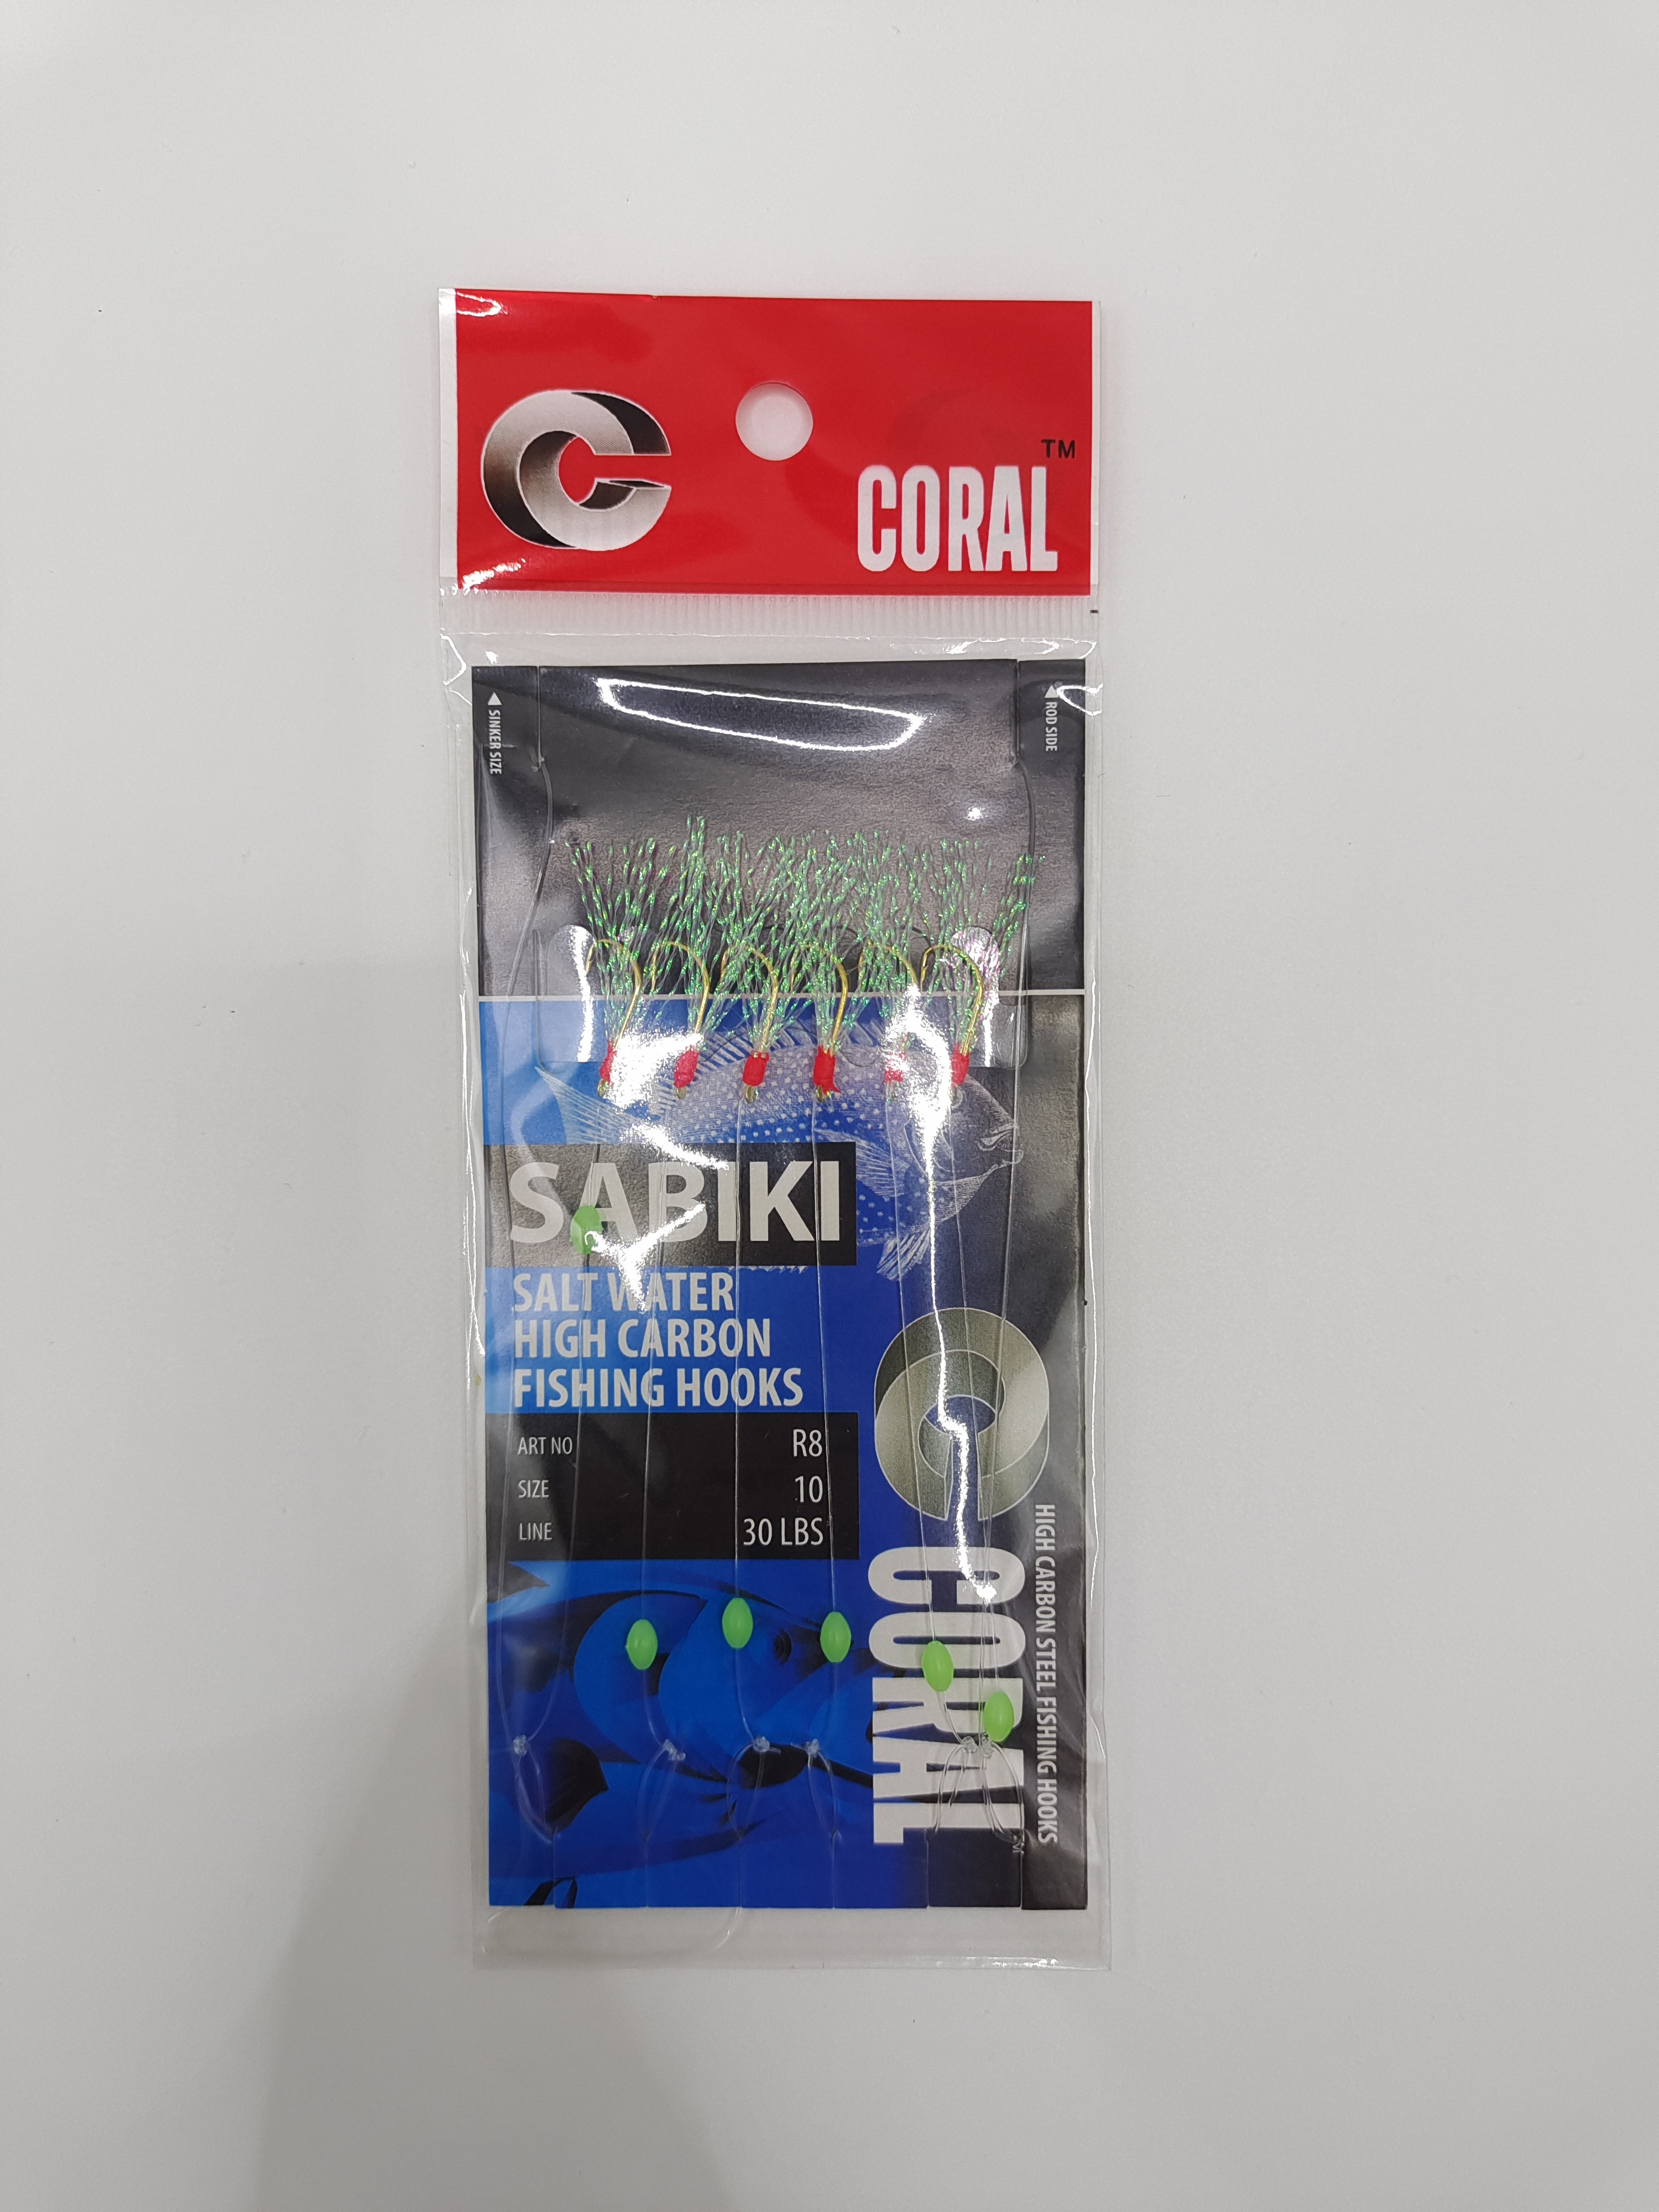 CORAL
TM
SINKER SIZE
ROD SIDE
SABIKI
SALT WATER
HIGH CARBON
FISHING HOOKS
ART NO R8
SIZE 10
LINE 30 LBS
CORAL
HIGH CARBON STEEL FISHING HOOKS